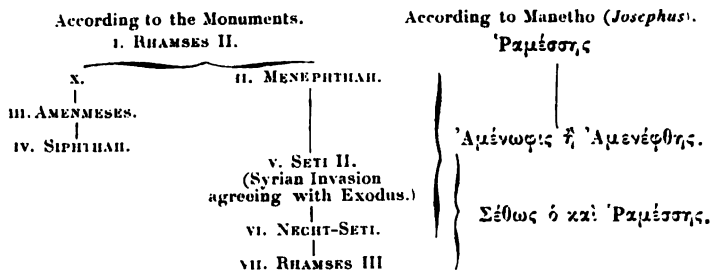 According to the Monuments.
I. RHAMSES II.
X.
II. MENEPHTHAH.
III. AMENMESES.
IV. SIPHTHAH.
V. SETI II.
(Syrian Invasion
agreeing with Exodus.)
VI. NECHT-SETI.
VII. RHAMSES III
According to Manetho (Josephus).
Ῥαμέσσης
Ἀμένωφις ἢ Ἀμενέφθης.
Σέθως ὁ καὶ Ῥαμέσσης.